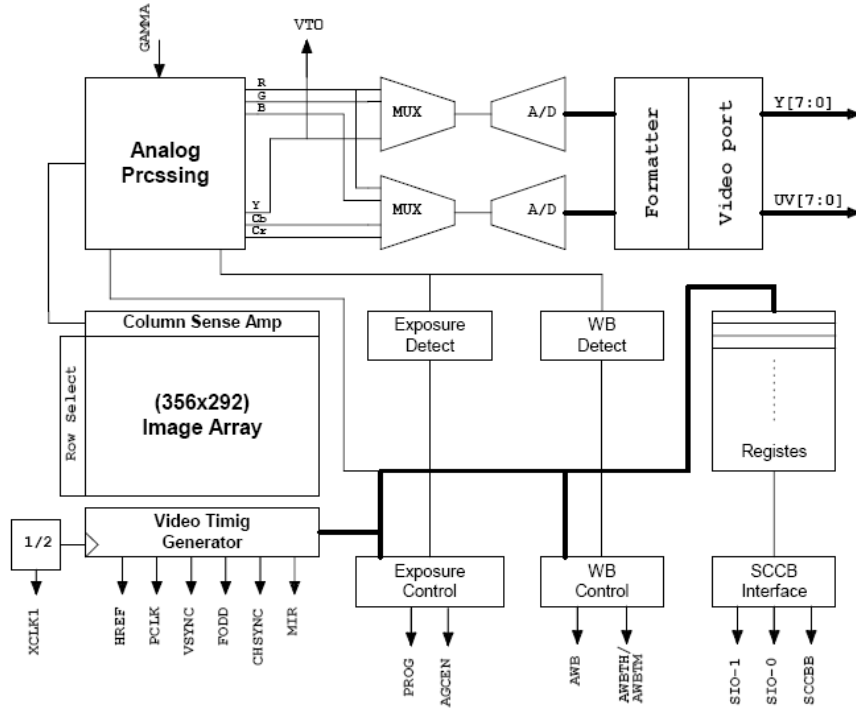 GAMMA
VTO
R
G
B
Y
Cb
Cr
Analog
Prcssing
MUX
A/D
MUX
A/D
Formatter
Video port
Y[7:0]
UV[7:0]
Column Sense Amp
Row Select
(356x292)
Image Array
Exposure
Detect
WB
Detect
Registes
1/2
Video Timig
Generator
Exposure
Control
WB
Control
SCCB
Interface
XCLK1
HREF
PCLK
VSYNC
FODD
CHSYNC
MIR
PROG
AGCEN
AWB
AWBTH/
AWBTM
SIO-1
SIO-0
SCCBB